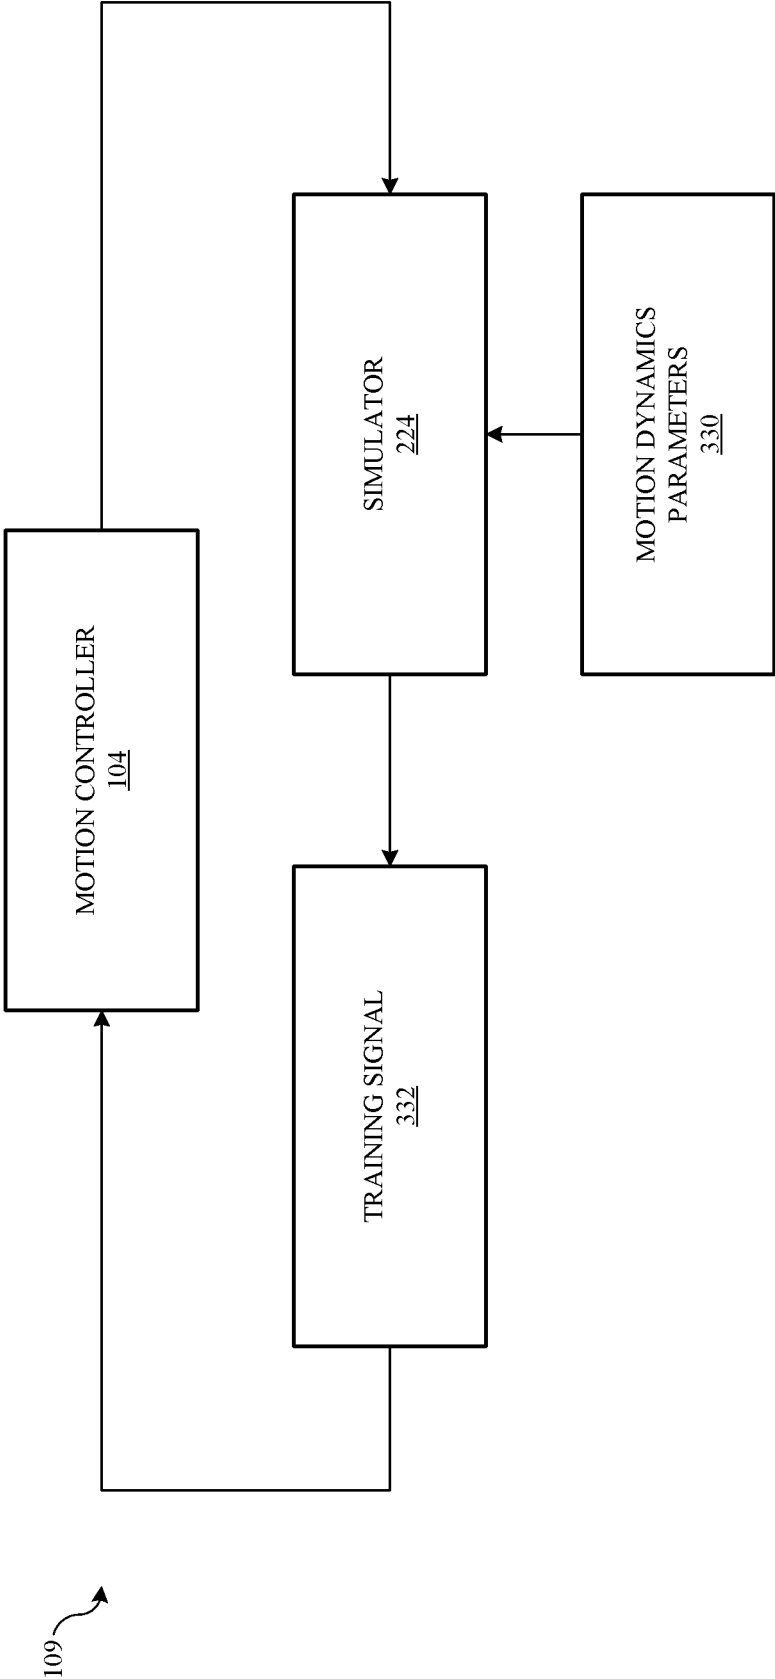 MOTION CONTROLLER
104
TRAINING SIGNAL
332
SIMULATOR
224
MOTION DYNAMICS
PARAMETERS
330
109